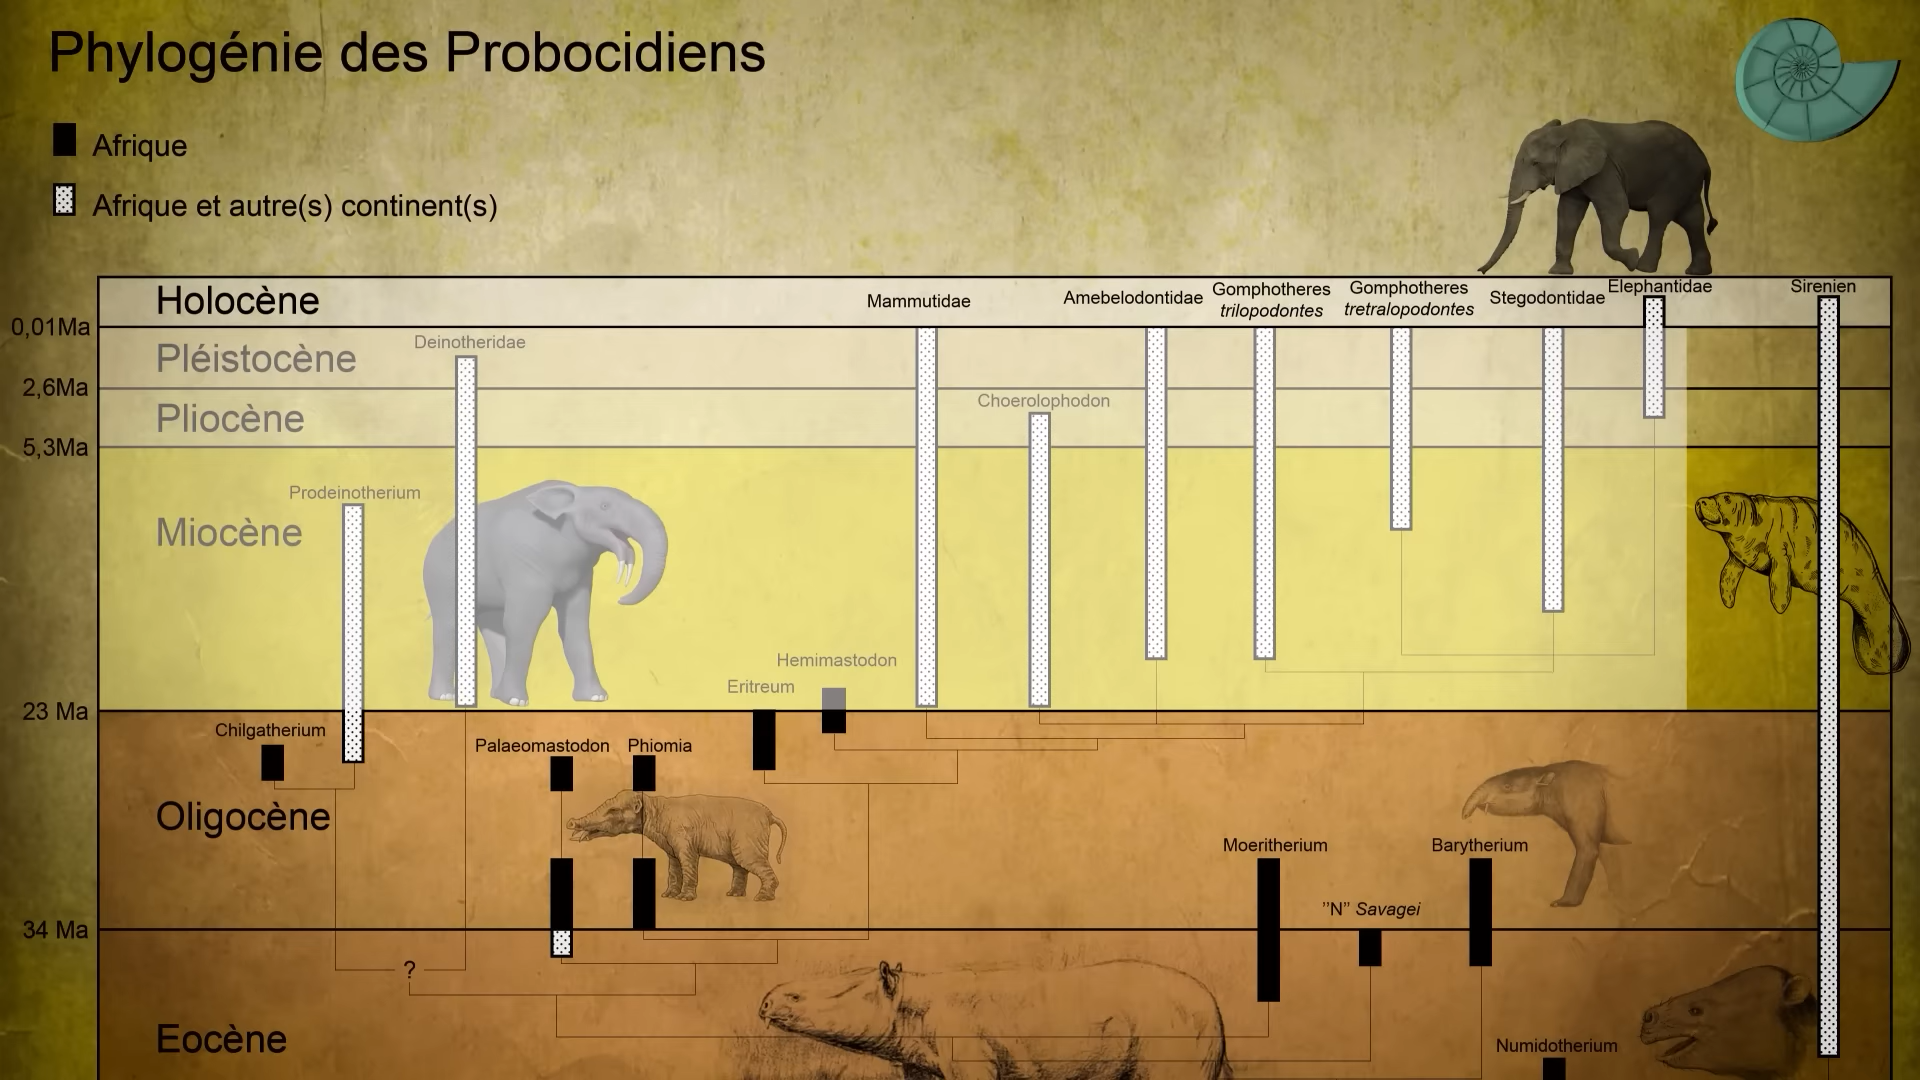 Phylogénie des Probocidiens
Afrique
Afrique et autre(s) continent(s)
Holocène
Mammutidae
Amebelodontidae
Gomphotheres
trilopodontes
Gomphotheres
tretralopodontes
Stegodontidae
Elephantidae
Sirenien
0,01Ma
Pléistocène
Deinotheridae
2,6Ma
Pliocène
Choerolophodon
5,3Ma
Prodeinotherium
Miocène
Hemimastodon
Eritreum
23 Ma
Chilgatherium
Palaeomastodon
Phiomia
Oligocène
Moeritherium
Barytherium
"N" Savagei
34 Ma
?
Eocène
Numidotherium